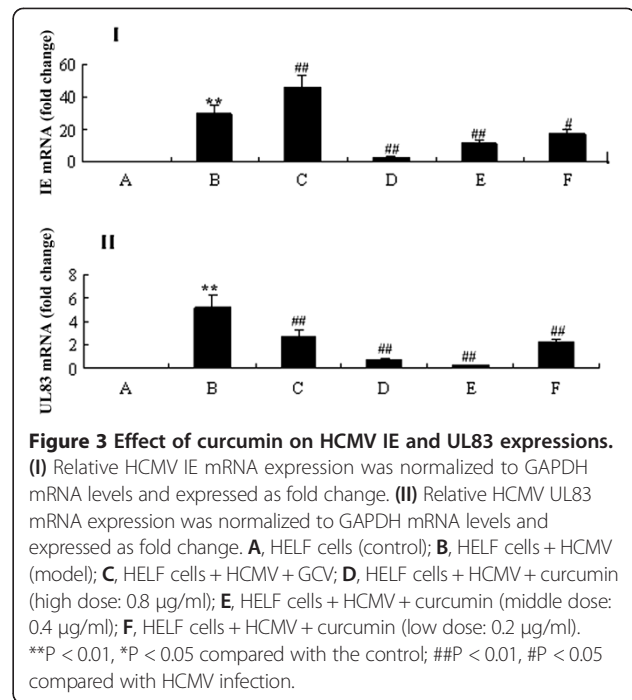 I
IE mRNA (fold change)
60
40
20
0
**
##
##
##
#
A B C D E F
II
UL83 mRNA (fold change)
8
6
4
2
0
**
##
##
##
##
A B C D E F
Figure 3 Effect of curcumin on HCMV IE and UL83 expressions.
(I) Relative HCMV IE mRNA expression was normalized to GAPDH
mRNA levels and expressed as fold change. (II) Relative HCMV UL83
mRNA expression was normalized to GAPDH mRNA levels and
expressed as fold change. A, HELF cells (control); B, HELF cells + HCMV
(model); C, HELF cells + HCMV + GCV; D, HELF cells + HCMV + curcumin
(high dose: 0.8 μg/ml); E, HELF cells + HCMV + curcumin (middle dose:
0.4 μg/ml); F, HELF cells + HCMV + curcumin (low dose: 0.2 μg/ml).
**P < 0.01, *P < 0.05 compared with the control; ##P < 0.01, #P < 0.05
compared with HCMV infection.